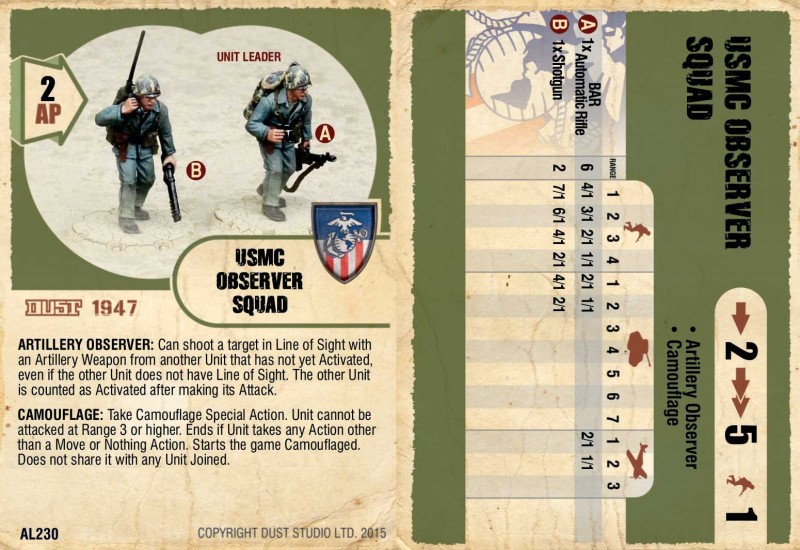 2
AP
UNIT LEADER
A
B
USMC
OBSERVER
SQUAD
DUST 1947
ARTILLERY OBSERVER: Can shoot a target in Line of Sight with
an Artillery Weapon from another Unit that has not yet Activated,
even if the other Unit does not have Line of Sight. The other Unit
is counted as Activated after making its Attack.
CAMOUFLAGE: Take Camouflage Special Action. Unit cannot be
attacked at Range 3 or higher. Ends if Unit takes any Action other
than a Move or Nothing Action. Starts the game Camouflaged.
Does not share it with any Unit Joined.
AL230
COPYRIGHT DUST STUDIO LTD. 2015
USMC OBSERVER
SQUAD
2 5 1
• Artillery Observer
• Camouflage
RANGE 1 2 3 4 1 2 3 4 5 6 7 1 2 3
BAR
A 1x Automatic Rifle 6 4/1 3/1 2/1 1/1 2/1 1/1 2/1 1/1
B 1x Shotgun 2 7/1 6/1 4/1 2/1 4/1 2/1